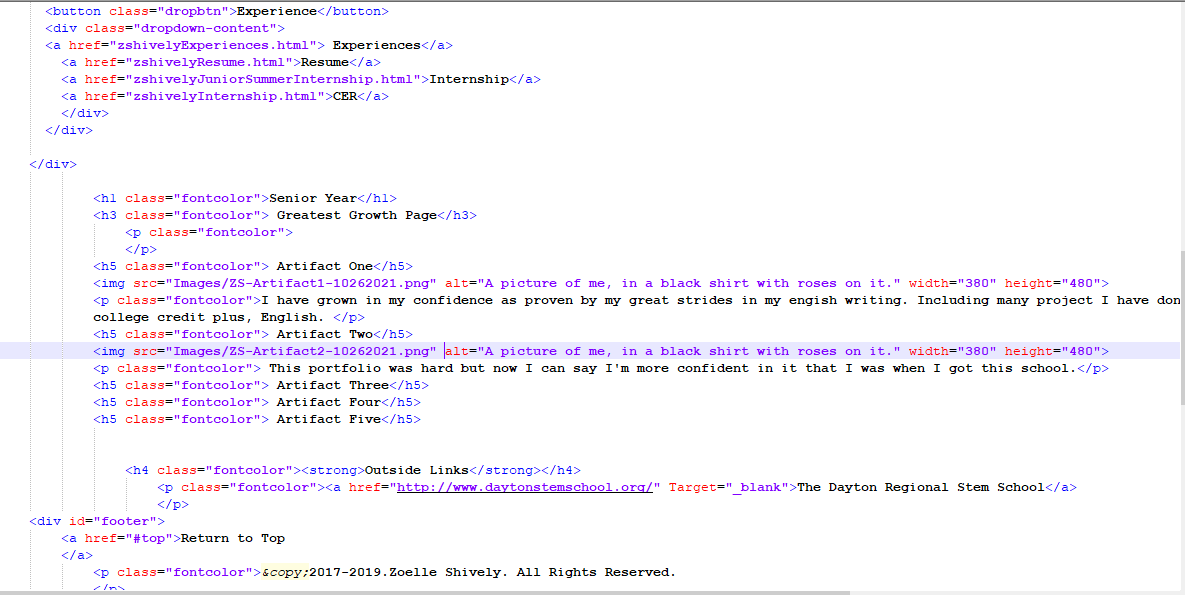 <button class="dropbtn">Experience</button>
<div class="dropdown-content">
<a href="zshivelyExperiences.html"> Experiences</a>
<a href="zshivelyResume.html">Resume</a>
<a href="zshivelyJuniorSummerInternship.html">Internship</a>
<a href="zshivelyInternship.html">CER</a>
</div>
</div>
</div>
<h1 class="fontcolor">Senior Year</h1>
<h3 class="fontcolor"> Greatest Growth Page</h3>
<p class="fontcolor">
</p>
<h5 class="fontcolor"> Artifact One</h5>
<img src="Images/ZS-Artifact1-10262021.png" alt="A picture of me, in a black shirt with roses on it." width="380" height="480">
<p class="fontcolor">I have grown in my confidence as proven by my great strides in my engish writing. Including many project I have don
college credit plus, English. </p>
<h5 class="fontcolor"> Artifact Two</h5>
<img src="Images/ZS-Artifact2-10262021.png" alt="A picture of me, in a black shirt with roses on it." width="380" height="480">
<p class="fontcolor"> This portfolio was hard but now I can say I'm more confident in it that I was when I got this school.</p>
<h5 class="fontcolor"> Artifact Three</h5>
<h5 class="fontcolor"> Artifact Four</h5>
<h5 class="fontcolor"> Artifact Five</h5>
<h4 class="fontcolor"><strong>Outside Links</strong></h4>
<p class="fontcolor"><a href="http://www.daytonstemschool.org/" Target="_blank">The Dayton Regional Stem School</a>
</p>
<div id="footer">
<a href="#top">Return to Top
</a>
<p class="fontcolor">&copy;2017-2019.Zoelle Shively. All Rights Reserved.
</p>